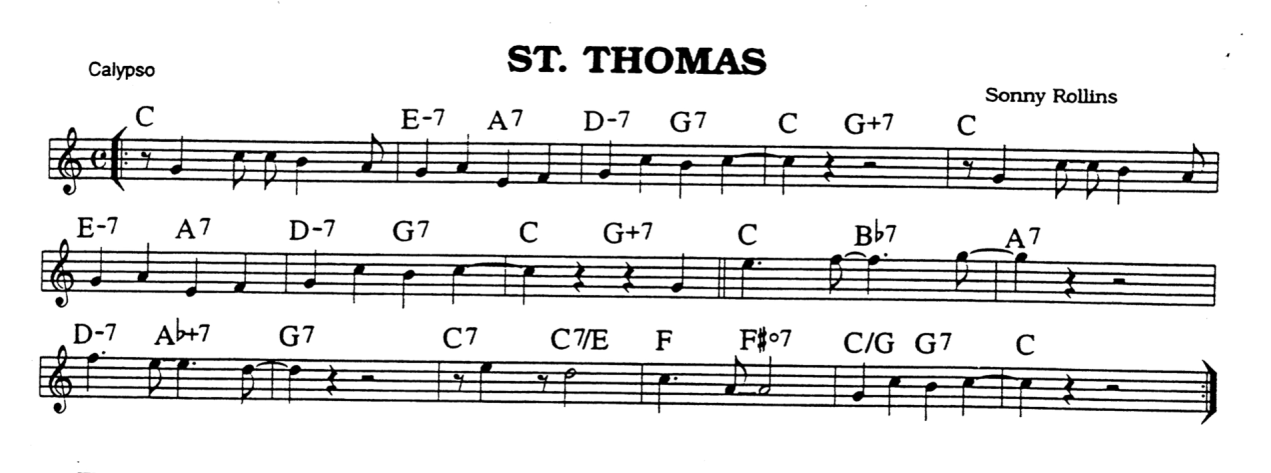 ST. THOMAS
Calypso
Sonny Rollins
C E-7 A7 D-7 G7 C G+7 C
E-7 A7 D-7 G7 C G+7 C B♭7 A7
D-7 A♭+7 G7 C7 C7/E F F♯°7 C/G G7 C